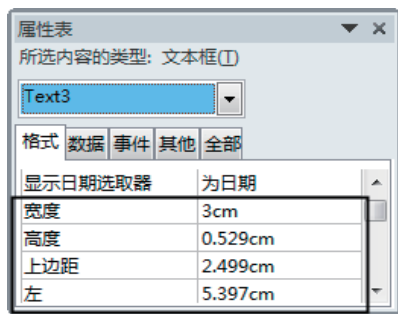 属性表
所选内容的类型: 文本框(T)
Text3
格式 数据 事件 其他 全部
显示日期选取器 为日期
宽度 3cm
高度 0.529cm
上边距 2.499cm
左 5.397cm